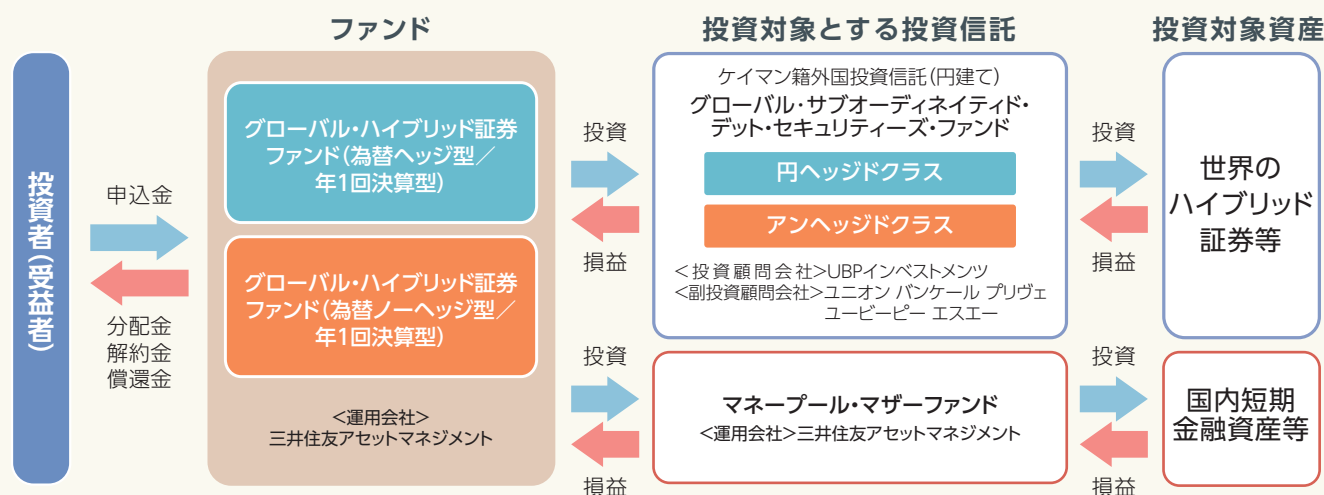 ファンド
投資対象とする投資信託
投資対象資産
投資者(受益者)
申込金
分配金
解約金
償還金
グローバル・ハイブリッド証券
ファンド(為替ヘッジ型／
年1回決算型)
グローバル・ハイブリッド証券
ファンド(為替ノーヘッジ型／
年1回決算型)
<運用会社>
三井住友アセットマネジメント
投資
損益
ケイマン籍外国投資信託(円建て)
グローバル・サブオーディネイティド・
デット・セキュリティーズ・ファンド
円ヘッジドクラス
アンヘッジドクラス
<投資顧問会社>UBPインベストメンツ
<副投資顧問会社>ユニオン バンケール プリヴェ
ユービーピー エスエー
投資
損益
世界の
ハイブリッド
証券等
投資
損益
マネープール・マザーファンド
<運用会社>三井住友アセットマネジメント
投資
損益
国内短期
金融資産等